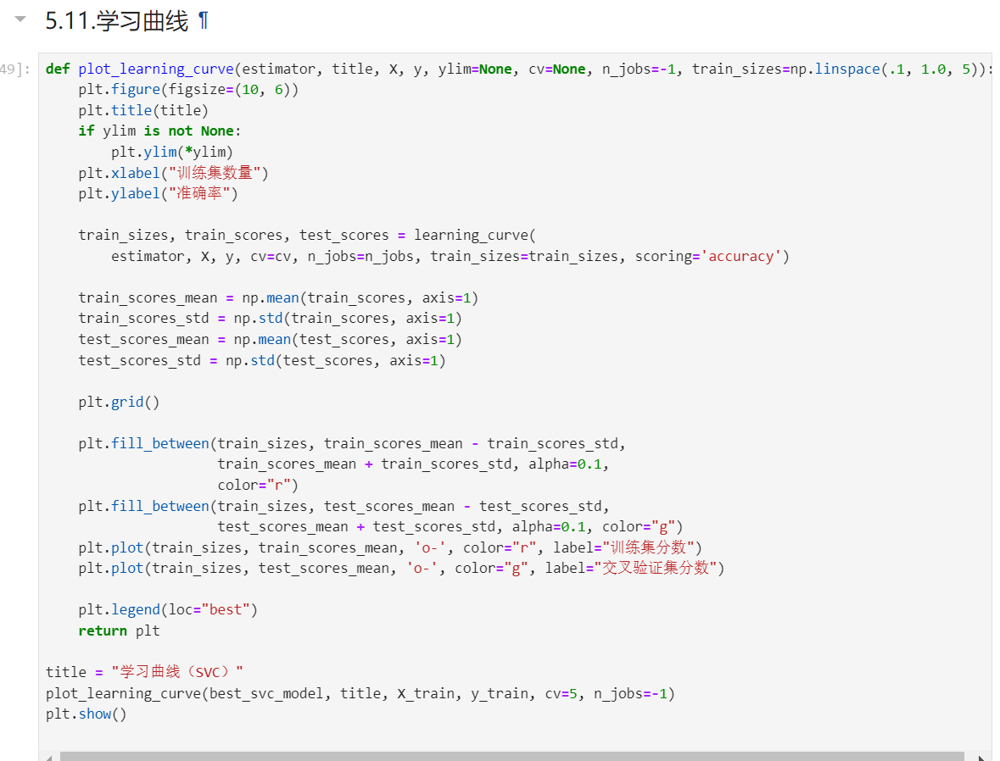 5.11.学习曲线 ¶
49]:
def plot_learning_curve(estimator, title, X, y, ylim=None, cv=None, n_jobs=-1, train_sizes=np.linspace(.1, 1.0, 5)):
    plt.figure(figsize=(10, 6))
    plt.title(title)
    if ylim is not None:
        plt.ylim(*ylim)
    plt.xlabel("训练集数量")
    plt.ylabel("准确率")

    train_sizes, train_scores, test_scores = learning_curve(
        estimator, X, y, cv=cv, n_jobs=n_jobs, train_sizes=train_sizes, scoring='accuracy')

    train_scores_mean = np.mean(train_scores, axis=1)
    train_scores_std = np.std(train_scores, axis=1)
    test_scores_mean = np.mean(test_scores, axis=1)
    test_scores_std = np.std(test_scores, axis=1)

    plt.grid()

    plt.fill_between(train_sizes, train_scores_mean - train_scores_std,
                     train_scores_mean + train_scores_std, alpha=0.1,
                     color="r")
    plt.fill_between(train_sizes, test_scores_mean - test_scores_std,
                     test_scores_mean + test_scores_std, alpha=0.1, color="g")
    plt.plot(train_sizes, train_scores_mean, 'o-', color="r", label="训练集分数")
    plt.plot(train_sizes, test_scores_mean, 'o-', color="g", label="交叉验证集分数")

    plt.legend(loc="best")
    return plt

title = "学习曲线（SVC）"
plot_learning_curve(best_svc_model, title, X_train, y_train, cv=5, n_jobs=-1)
plt.show()